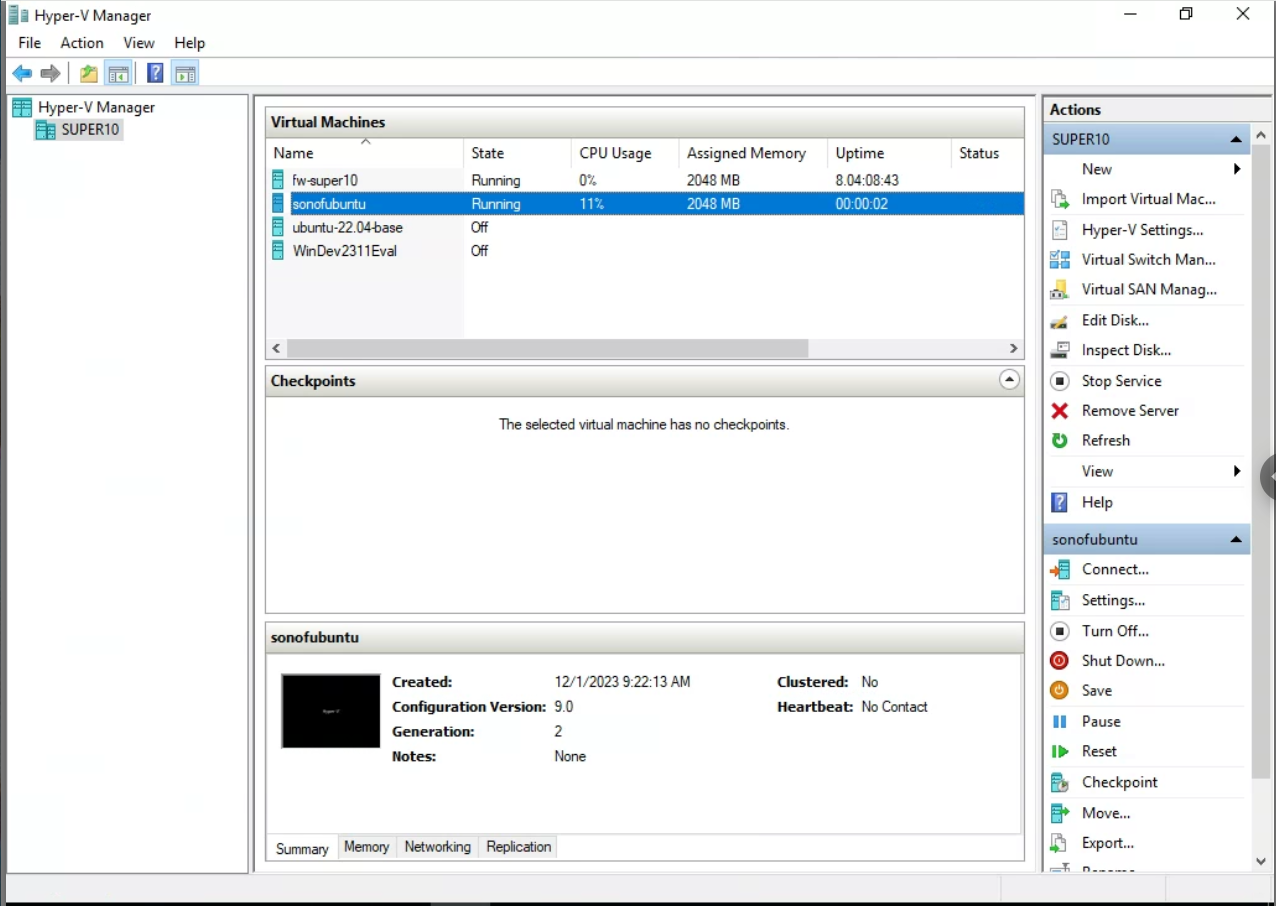 Hyper-V Manager
File Action View Help
Hyper-V Manager
SUPER10
Virtual Machines
Name State CPU Usage Assigned Memory Uptime Status
fw-super10 Running 0% 2048 MB 8.04:08:43
sonofubuntu Running 11% 2048 MB 00:00:02
ubuntu-22.04-base Off
WinDev2311Eval Off
Checkpoints
The selected virtual machine has no checkpoints.
sonofubuntu
Hyper-V
Created: 12/1/2023 9:22:13 AM Clustered: No
Configuration Version: 9.0 Heartbeat: No Contact
Generation: 2
Notes: None
Summary Memory Networking Replication
Actions
SUPER10
New
Import Virtual Mac...
Hyper-V Settings...
Virtual Switch Man...
Virtual SAN Manag...
Edit Disk...
Inspect Disk...
Stop Service
Remove Server
Refresh
View
Help
sonofubuntu
Connect...
Settings...
Turn Off...
Shut Down...
Save
Pause
Reset
Checkpoint
Move...
Export...